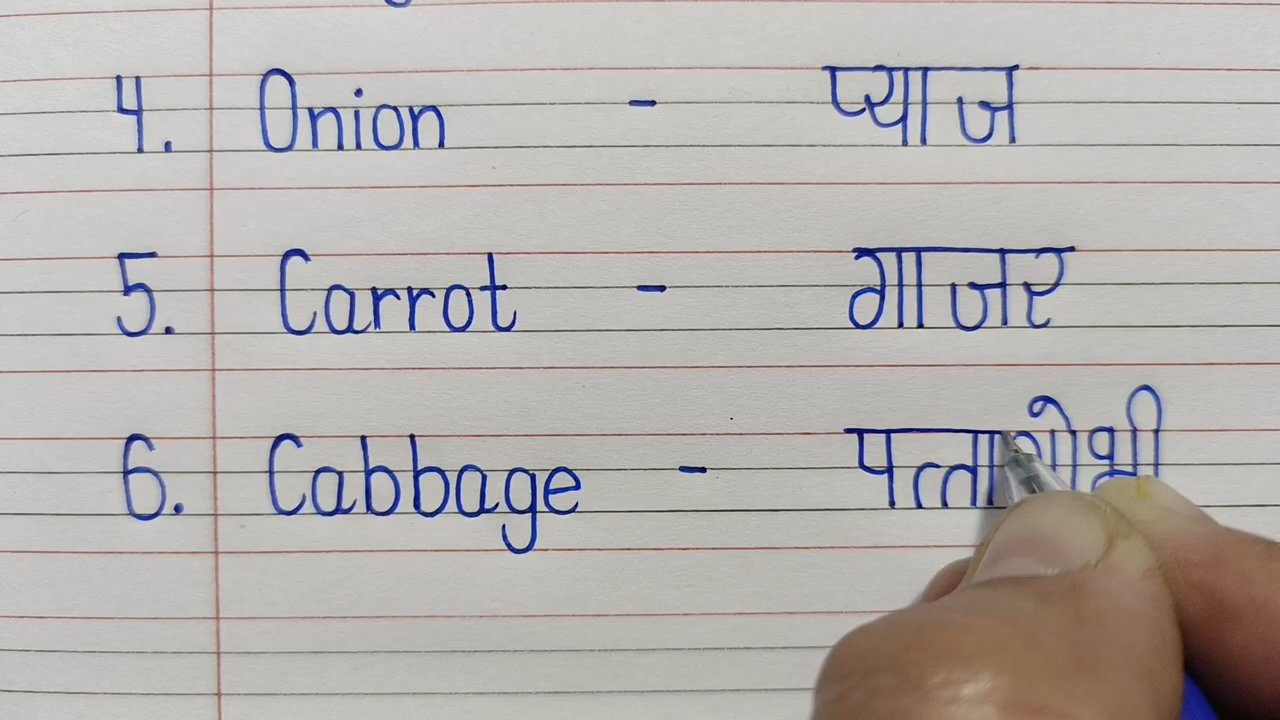 4. Onion - प्याज
5. Carrot - गाजर
6. Cabbage - पत्तागोभी